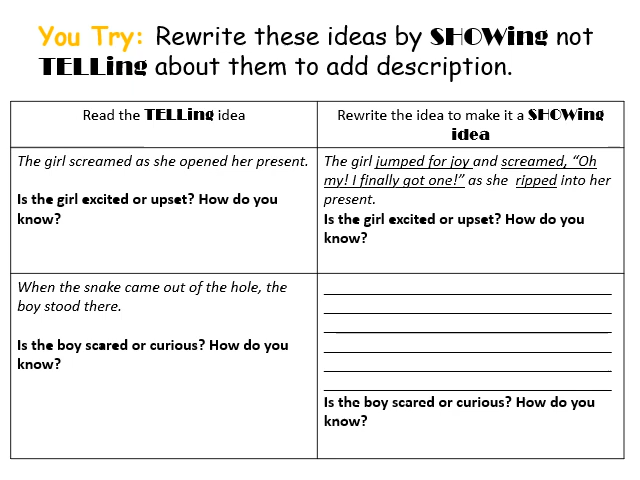 You Try: Rewrite these ideas by SHOWing not
TELLing about them to add description.
Read the TELLing idea
Rewrite the idea to make it a SHOWing
idea
The girl screamed as she opened her present.
Is the girl excited or upset? How do you
know?
The girl jumped for joy and screamed, “Oh
my! I finally got one!” as she ripped into her
present.
Is the girl excited or upset? How do you
know?
When the snake came out of the hole, the
boy stood there.
Is the boy scared or curious? How do you
know?
Is the boy scared or curious? How do you
know?